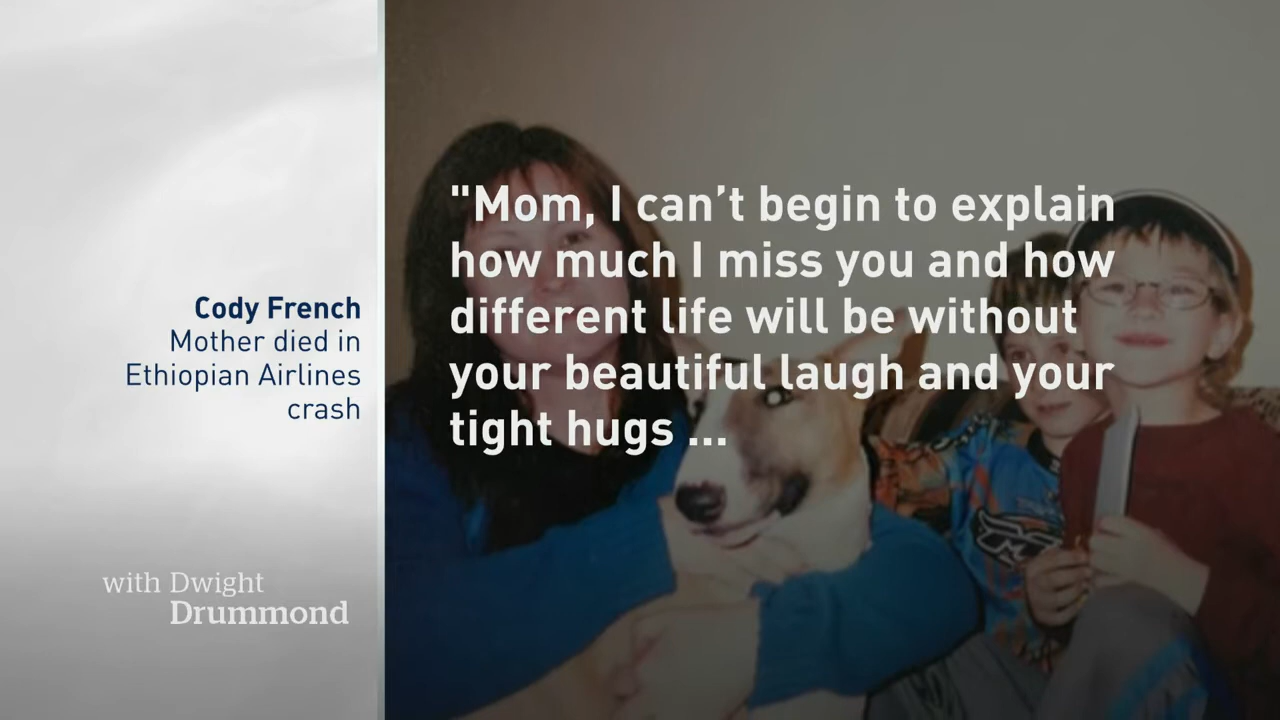 Cody French
Mother died in
Ethiopian Airlines
crash
with Dwight
Drummond
"Mom, I can’t begin to explain
how much I miss you and how
different life will be without
your beautiful laugh and your
tight hugs ...